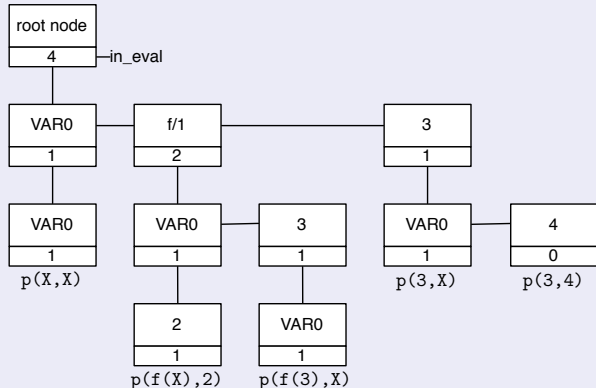 root node
4
in_eval
VAR0
f/1
3
1
2
1
VAR0
VAR0
3
VAR0
4
1
1
1
1
0
p(X,X)
p(3,X)
p(3,4)
2
VAR0
1
1
p(f(X),2)
p(f(3),X)